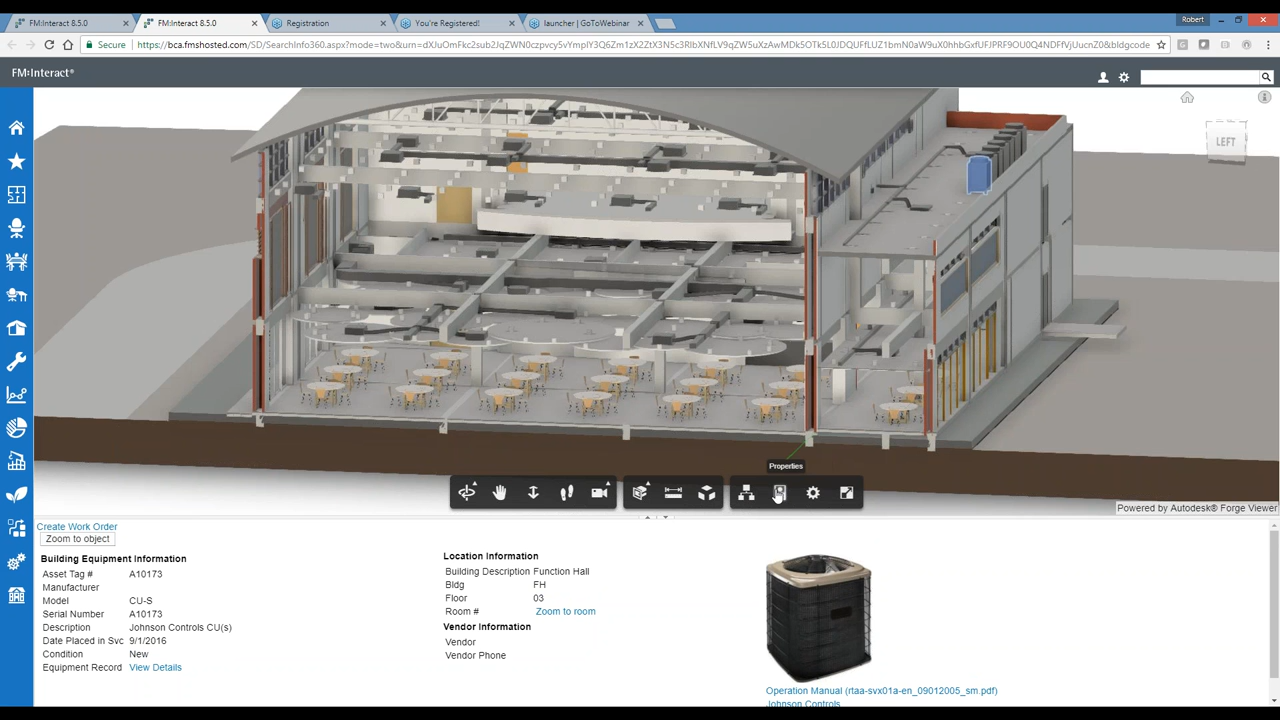 FM:Interact 8.5.0
FM:Interact 8.5.0
Registration
You're Registered!
launcher | GoToWebinar
Robert
Secure
FM:Interact®
LEFT
Properties
Powered by Autodesk® Forge Viewer
Create Work Order
Zoom to object
Building Equipment Information
Asset Tag # A10173
Manufacturer
Model CU-S
Serial Number A10173
Description Johnson Controls CU(s)
Date Placed in Svc 9/1/2016
Condition New
Equipment Record View Details
Location Information
Building Description Function Hall
Bldg FH
Floor 03
Room # Zoom to room
Vendor Information
Vendor
Vendor Phone
Operation Manual (rtaa-svx01a-en_09012005_sm.pdf)
Johnson Controls